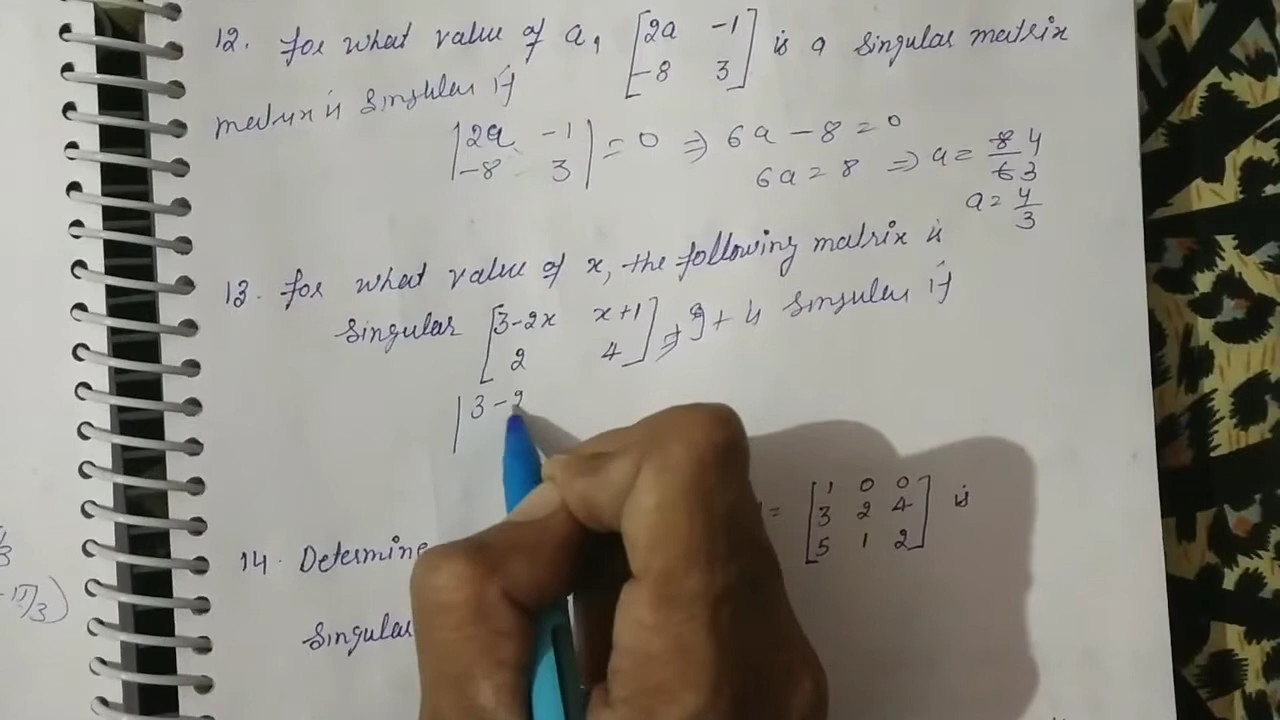 12. for what value of a, [2a -1 is a singular matrix
-8 3]
matrix is singular if
|2a -1 = 0 ⇒ 6a - 8 = 0
-8 3| 6a = 8 ⇒ a = 8/6 4/3
a = 4/3
13. for what value of x, the following matrix is
singular [3-2x x+1 ⇒ singular if
2 4]
|3-2
14. Determine = [1 0 0 is
3 2 4
5 1 2]
singular
π/3)